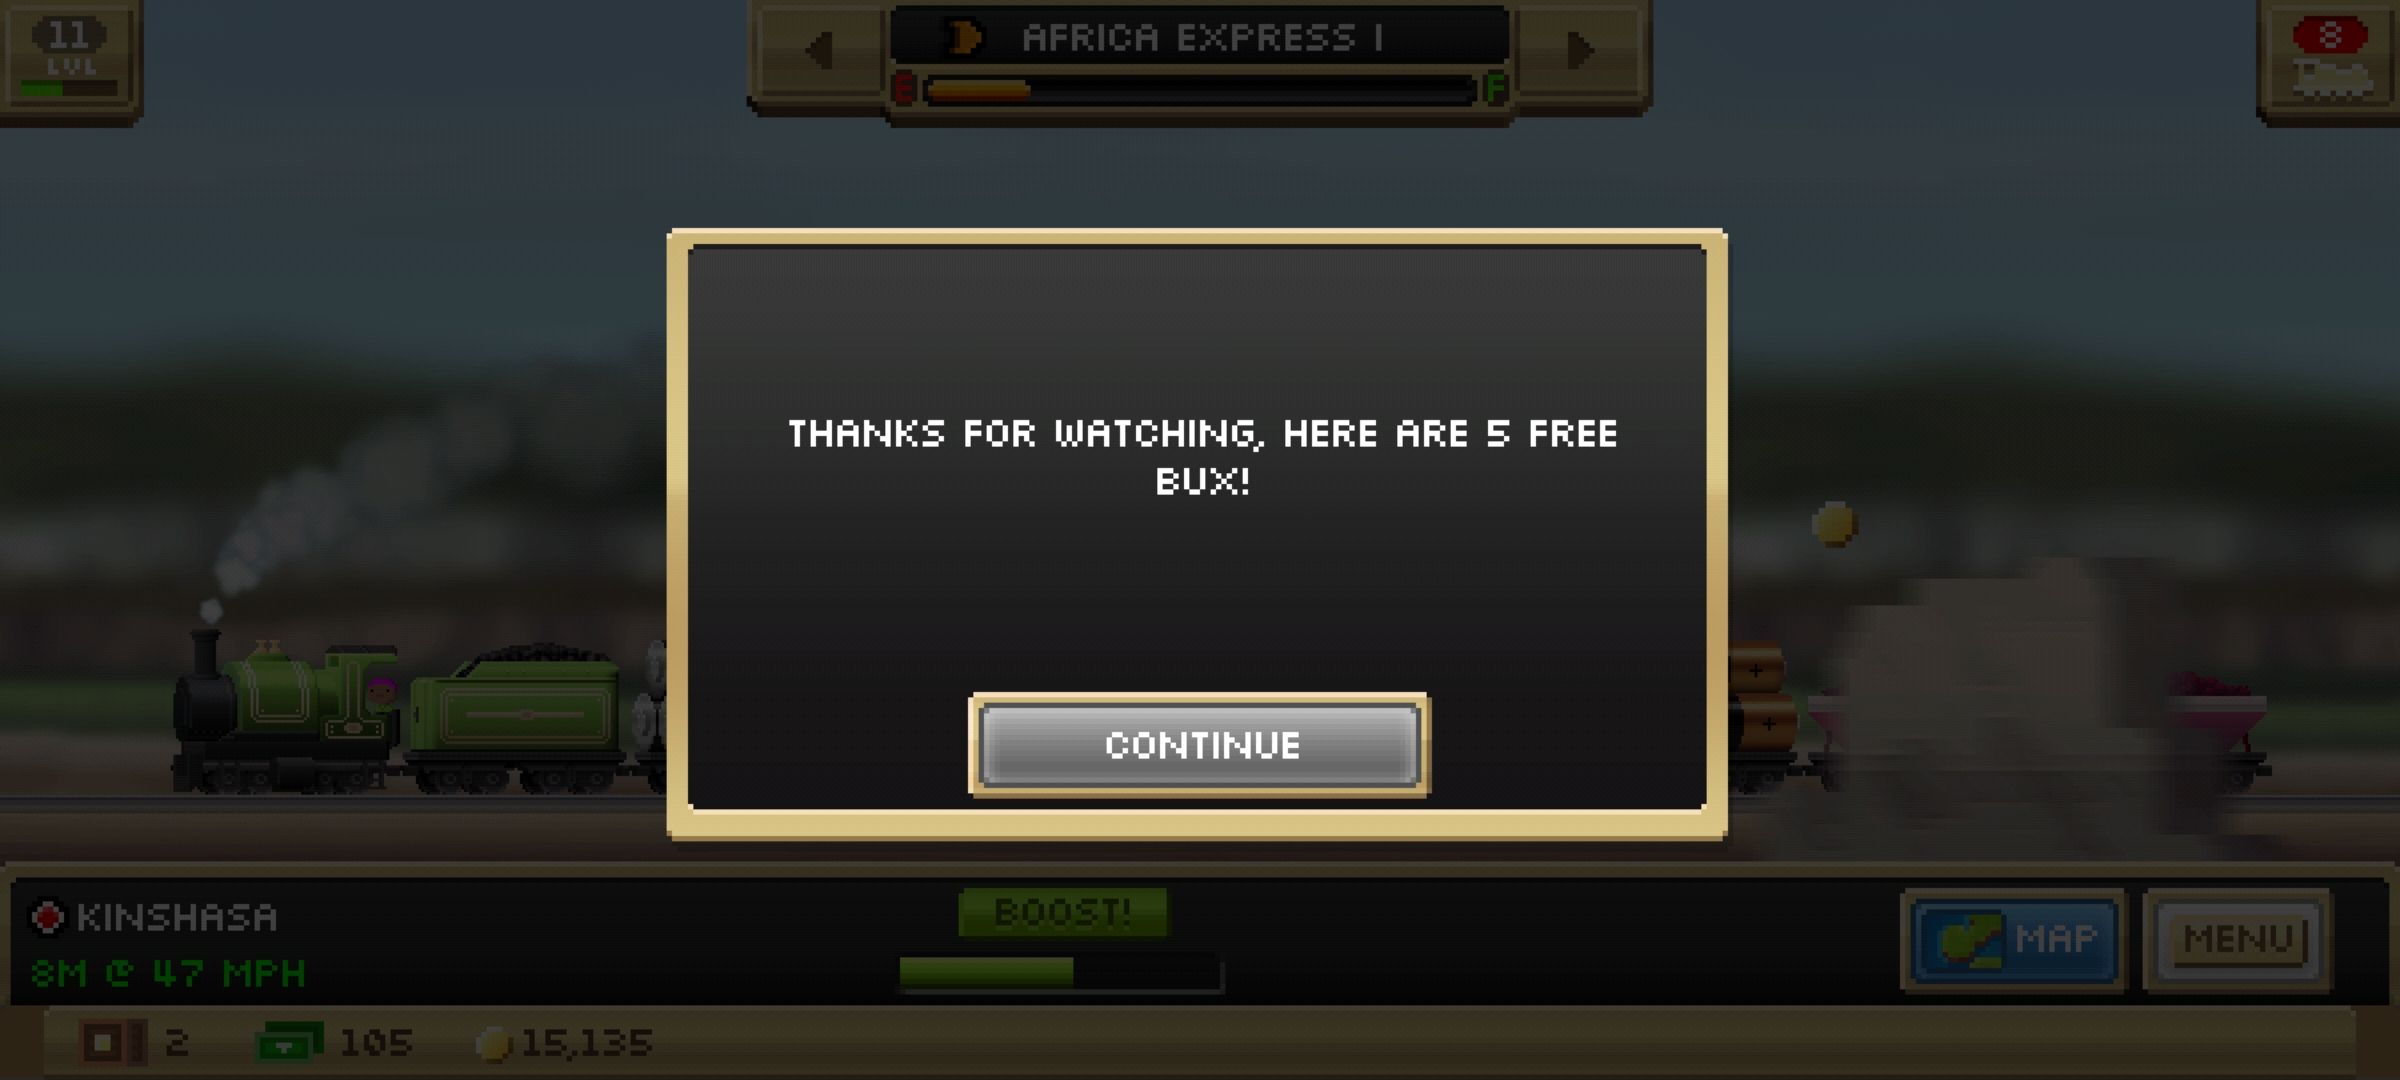 11
LVL
AFRICA EXPRESS I
E
F
8
THANKS FOR WATCHING, HERE ARE 5 FREE
BUX!
CONTINUE
KINSHASA
8M @ 47 MPH
BOOST!
MAP
MENU
2
105
15,135